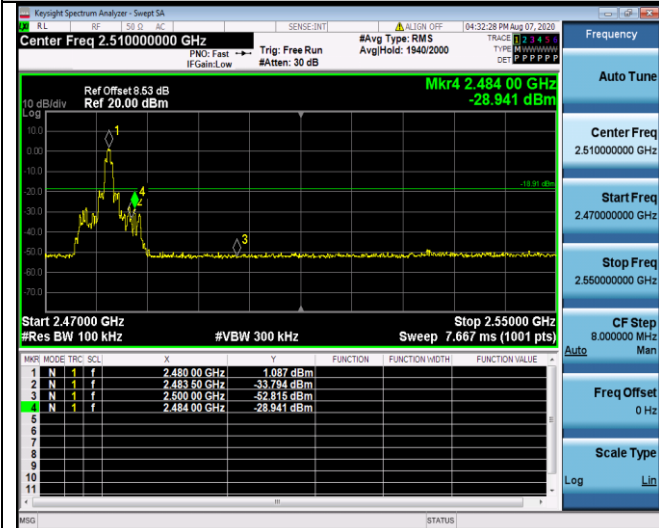 Keysight Spectrum Analyzer - Swept SA
RL RF 50 Ω AC SENSE:INT ALIGN OFF 04:32:28 PM Aug 07, 2020
Center Freq 2.510000000 GHz
PNO: Fast
IFGain:Low
Trig: Free Run
#Atten: 30 dB
#Avg Type: RMS
Avg|Hold: 1940/2000
TRACE 1 2 3 4 5 6
TYPE M W W W W W
DET P P P P P P
Ref Offset 8.53 dB
10 dB/div Ref 20.00 dBm
Log
Mkr4 2.484 00 GHz
-28.941 dBm
10.0
0.00
-10.0
-20.0
-30.0
-40.0
-50.0
-60.0
-70.0
1
4
3
-18.91 dBm
Start 2.47000 GHz Stop 2.55000 GHz
#Res BW 100 kHz #VBW 300 kHz Sweep 7.667 ms (1001 pts)
MKR MODE TRC SCL X Y FUNCTION FUNCTION WIDTH FUNCTION VALUE
1 N 1 f 2.480 00 GHz 1.087 dBm
2 N 1 f 2.483 50 GHz -33.794 dBm
3 N 1 f 2.500 00 GHz -52.815 dBm
4 N 1 f 2.484 00 GHz -28.941 dBm
5
6
7
8
9
10
11
MSG STATUS
Frequency
Auto Tune
Center Freq
2.510000000 GHz
Start Freq
2.470000000 GHz
Stop Freq
2.550000000 GHz
CF Step
8.000000 MHz
Auto Man
Freq Offset
0 Hz
Scale Type
Log Lin